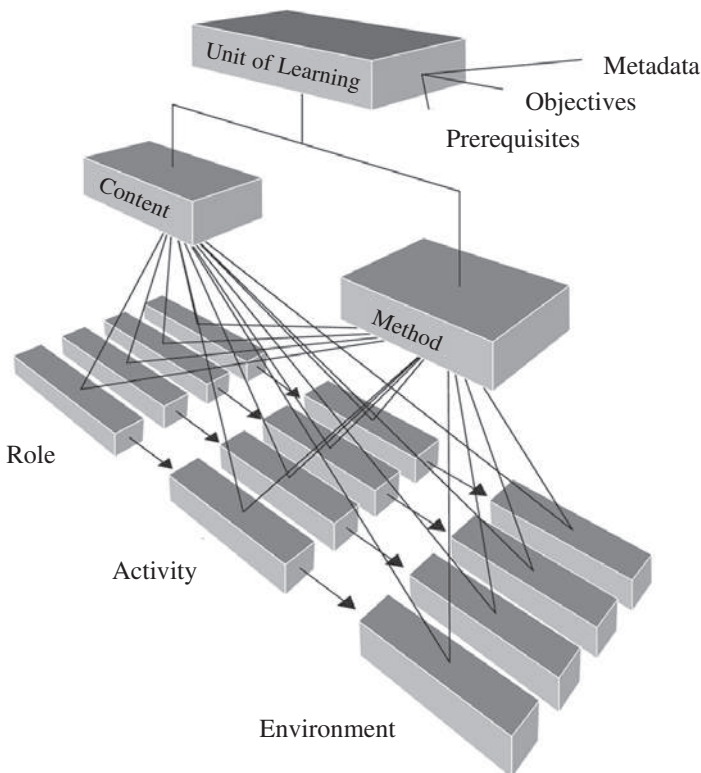 Unit of Learning
Metadata
Objectives
Prerequisites
Content
Method
Role
Activity
Environment